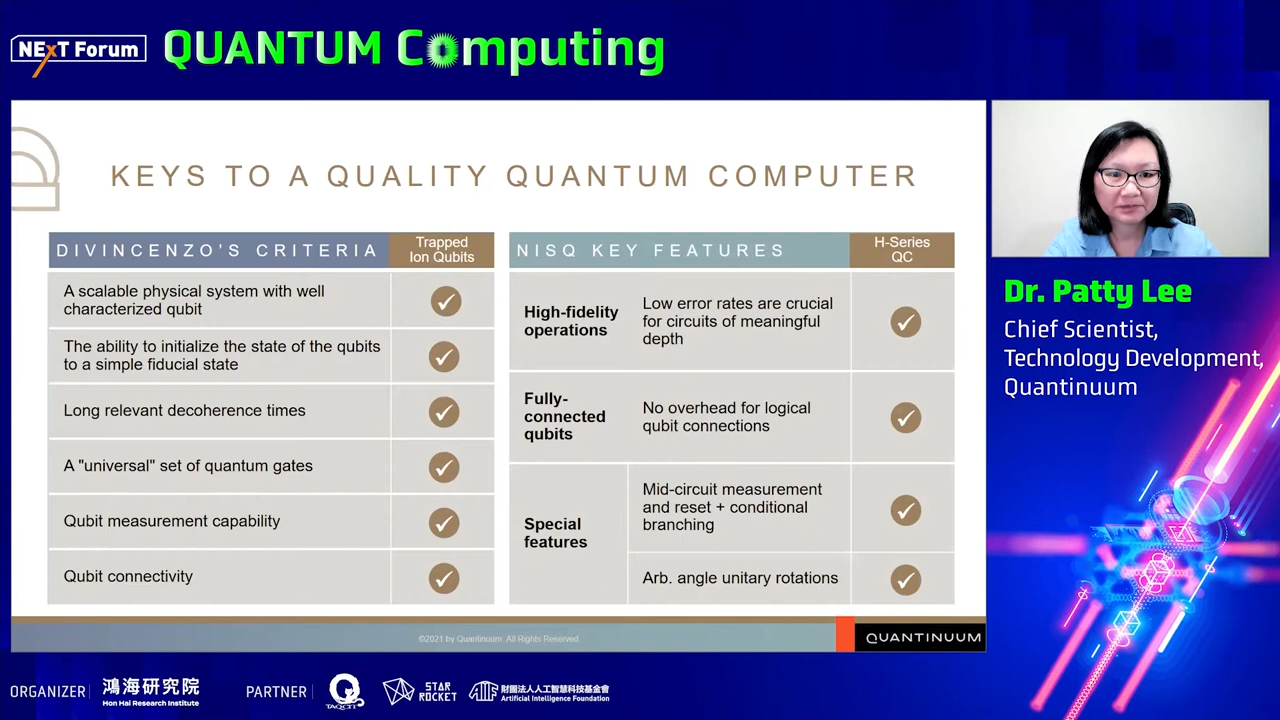 NExT Forum
QUANTUM Computing
KEYS TO A QUALITY QUANTUM COMPUTER
DIVINCENZO'S CRITERIA
Trapped
Ion Qubits
A scalable physical system with well
characterized qubit
The ability to initialize the state of the qubits
to a simple fiducial state
Long relevant decoherence times
A "universal" set of quantum gates
Qubit measurement capability
Qubit connectivity
NISQ KEY FEATURES
H-Series
QC
High-fidelity
operations
Low error rates are crucial
for circuits of meaningful
depth
Fully-
connected
qubits
No overhead for logical
qubit connections
Special
features
Mid-circuit measurement
and reset + conditional
branching
Arb. angle unitary rotations
©2021 by Quantinuum. All Rights Reserved.
QUANTINUUM
Dr. Patty Lee
Chief Scientist,
Technology Development,
Quantinuum
ORGANIZER
鴻海研究院
Hon Hai Research Institute
PARTNER
TAQCIT
STAR
ROCKET
AIF
財團法人人工智慧科技基金會
Artificial Intelligence Foundation